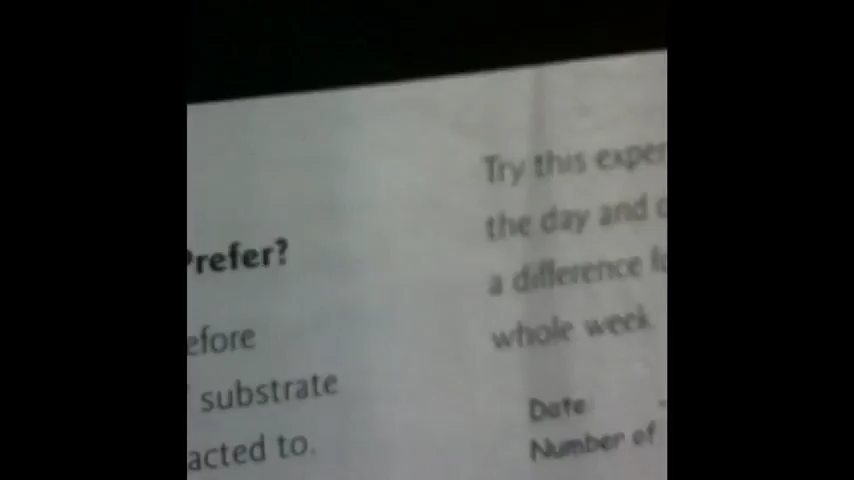 Prefer?
efore
substrate
acted to.
Try this exper
the day and
a difference
whole week
Date
Number of